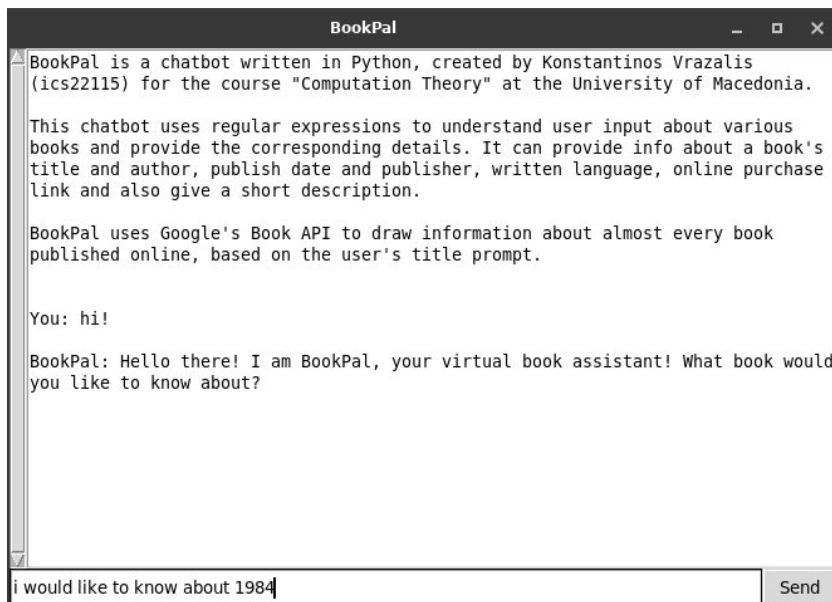 BookPal
BookPal is a chatbot written in Python, created by Konstantinos Vrazalis
(ics22115) for the course "Computation Theory" at the University of Macedonia.
This chatbot uses regular expressions to understand user input about various
books and provide the corresponding details. It can provide info about a book's
title and author, publish date and publisher, written language, online purchase
link and also give a short description.
BookPal uses Google's Book API to draw information about almost every book
published online, based on the user's title prompt.
You: hi!
BookPal: Hello there! I am BookPal, your virtual book assistant! What book would
you like to know about?
i would like to know about 1984
Send